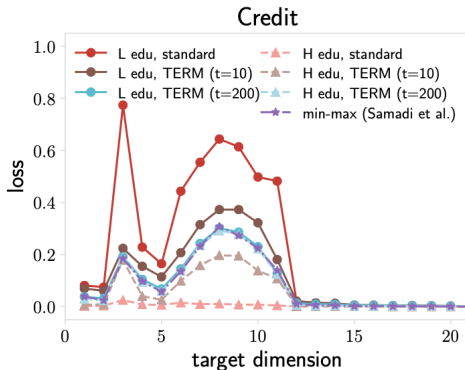 Credit
L edu, standard
L edu, TERM (t=10)
L edu, TERM (t=200)
H edu, standard
H edu, TERM (t=10)
H edu, TERM (t=200)
min-max (Samadi et al.)
1.0
0.8
0.6
0.4
0.2
0.0
loss
0
5
10
15
20
target dimension